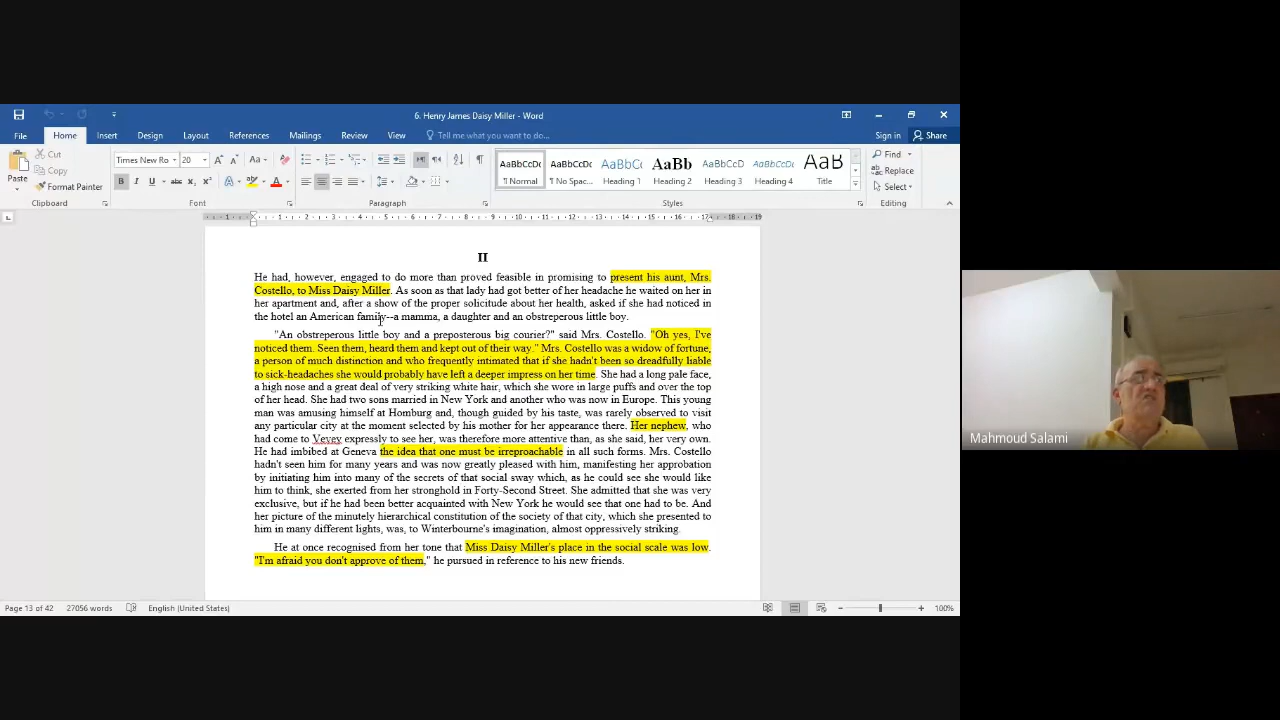 6. Henry James Daisy Miller - Word
File Home Insert Design Layout References Mailings Review View Tell me what you want to do... Sign in Share
Cut
Copy
Format Painter
Paste
Times New Ro 20
Clipboard Font Paragraph Styles Editing
AaBbCcDc AaBbCcDc AaBbC( AaBb AaBbCcD AaBbCcD AaB
¶ Normal ¶ No Spac... Heading 1 Heading 2 Heading 3 Heading 4 Title
Find
Replace
Select
II
He had, however, engaged to do more than proved feasible in promising to present his aunt, Mrs.
Costello, to Miss Daisy Miller. As soon as that lady had got better of her headache he waited on her in
her apartment and, after a show of the proper solicitude about her health, asked if she had noticed in
the hotel an American family--a mamma, a daughter and an obstreperous little boy.
"An obstreperous little boy and a preposterous big courier?" said Mrs. Costello. "Oh yes, I've
noticed them. Seen them, heard them and kept out of their way." Mrs. Costello was a widow of fortune,
a person of much distinction and who frequently intimated that if she hadn't been so dreadfully liable
to sick-headaches she would probably have left a deeper impress on her time. She had a long pale face,
a high nose and a great deal of very striking white hair, which she wore in large puffs and over the top
of her head. She had two sons married in New York and another who was now in Europe. This young
man was amusing himself at Homburg and, though guided by his taste, was rarely observed to visit
any particular city at the moment selected by his mother for her appearance there. Her nephew, who
had come to Vevey expressly to see her, was therefore more attentive than, as she said, her very own.
He had imbibed at Geneva the idea that one must be irreproachable in all such forms. Mrs. Costello
hadn't seen him for many years and was now greatly pleased with him, manifesting her approbation
by initiating him into many of the secrets of that social sway which, as he could see she would like
him to think, she exerted from her stronghold in Forty-Second Street. She admitted that she was very
exclusive, but if he had been better acquainted with New York he would see that one had to be. And
her picture of the minutely hierarchical constitution of the society of that city, which she presented to
him in many different lights, was, to Winterbourne's imagination, almost oppressively striking.
He at once recognised from her tone that Miss Daisy Miller's place in the social scale was low.
"I'm afraid you don't approve of them," he pursued in reference to his new friends.
Page 13 of 42 27056 words English (United States) 100%
Mahmoud Salami